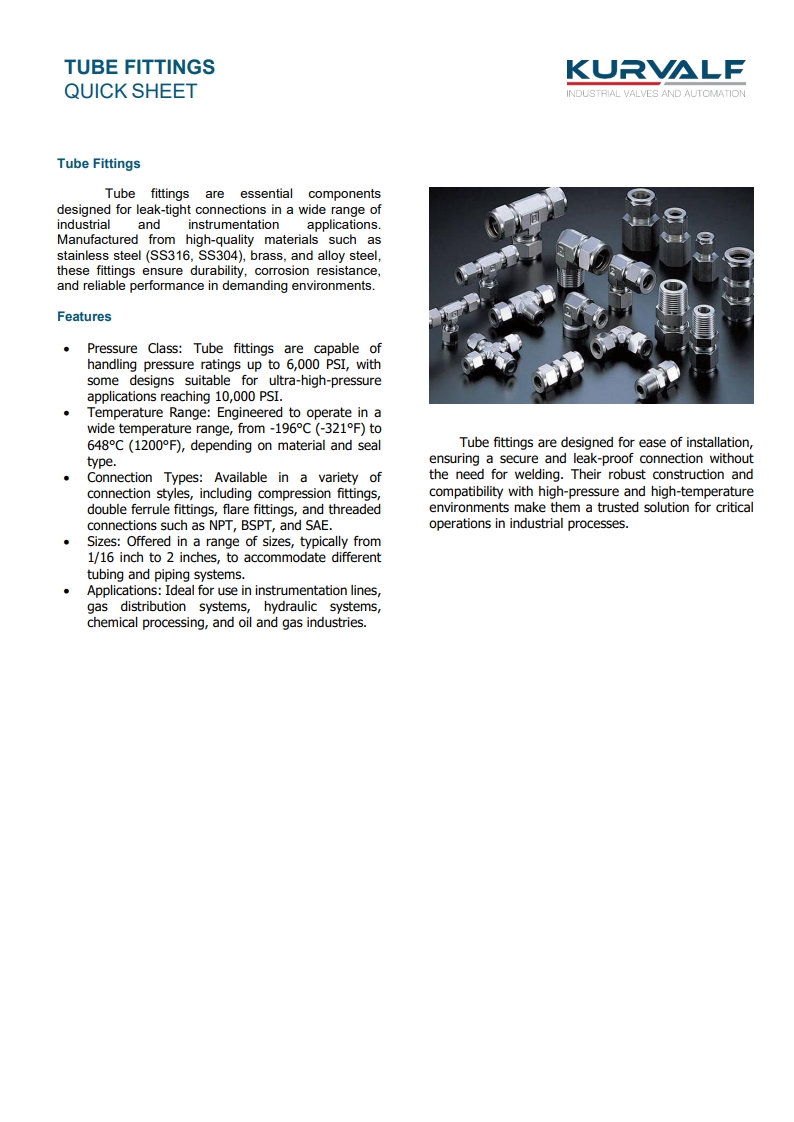 TUBE FITTINGS
QUICK SHEET
KURVALF
INDUSTRIAL VALVES AND AUTOMATION
Tube Fittings
Tube fittings are essential components
designed for leak-tight connections in a wide range of
industrial and instrumentation applications.
Manufactured from high-quality materials such as
stainless steel (SS316, SS304), brass, and alloy steel,
these fittings ensure durability, corrosion resistance,
and reliable performance in demanding environments.
Features
• Pressure Class: Tube fittings are capable of
handling pressure ratings up to 6,000 PSI, with
some designs suitable for ultra-high-pressure
applications reaching 10,000 PSI.
• Temperature Range: Engineered to operate in a
wide temperature range, from -196°C (-321°F) to
648°C (1200°F), depending on material and seal
type.
• Connection Types: Available in a variety of
connection styles, including compression fittings,
double ferrule fittings, flare fittings, and threaded
connections such as NPT, BSPT, and SAE.
• Sizes: Offered in a range of sizes, typically from
1/16 inch to 2 inches, to accommodate different
tubing and piping systems.
• Applications: Ideal for use in instrumentation lines,
gas distribution systems, hydraulic systems,
chemical processing, and oil and gas industries.
Tube fittings are designed for ease of installation,
ensuring a secure and leak-proof connection without
the need for welding. Their robust construction and
compatibility with high-pressure and high-temperature
environments make them a trusted solution for critical
operations in industrial processes.